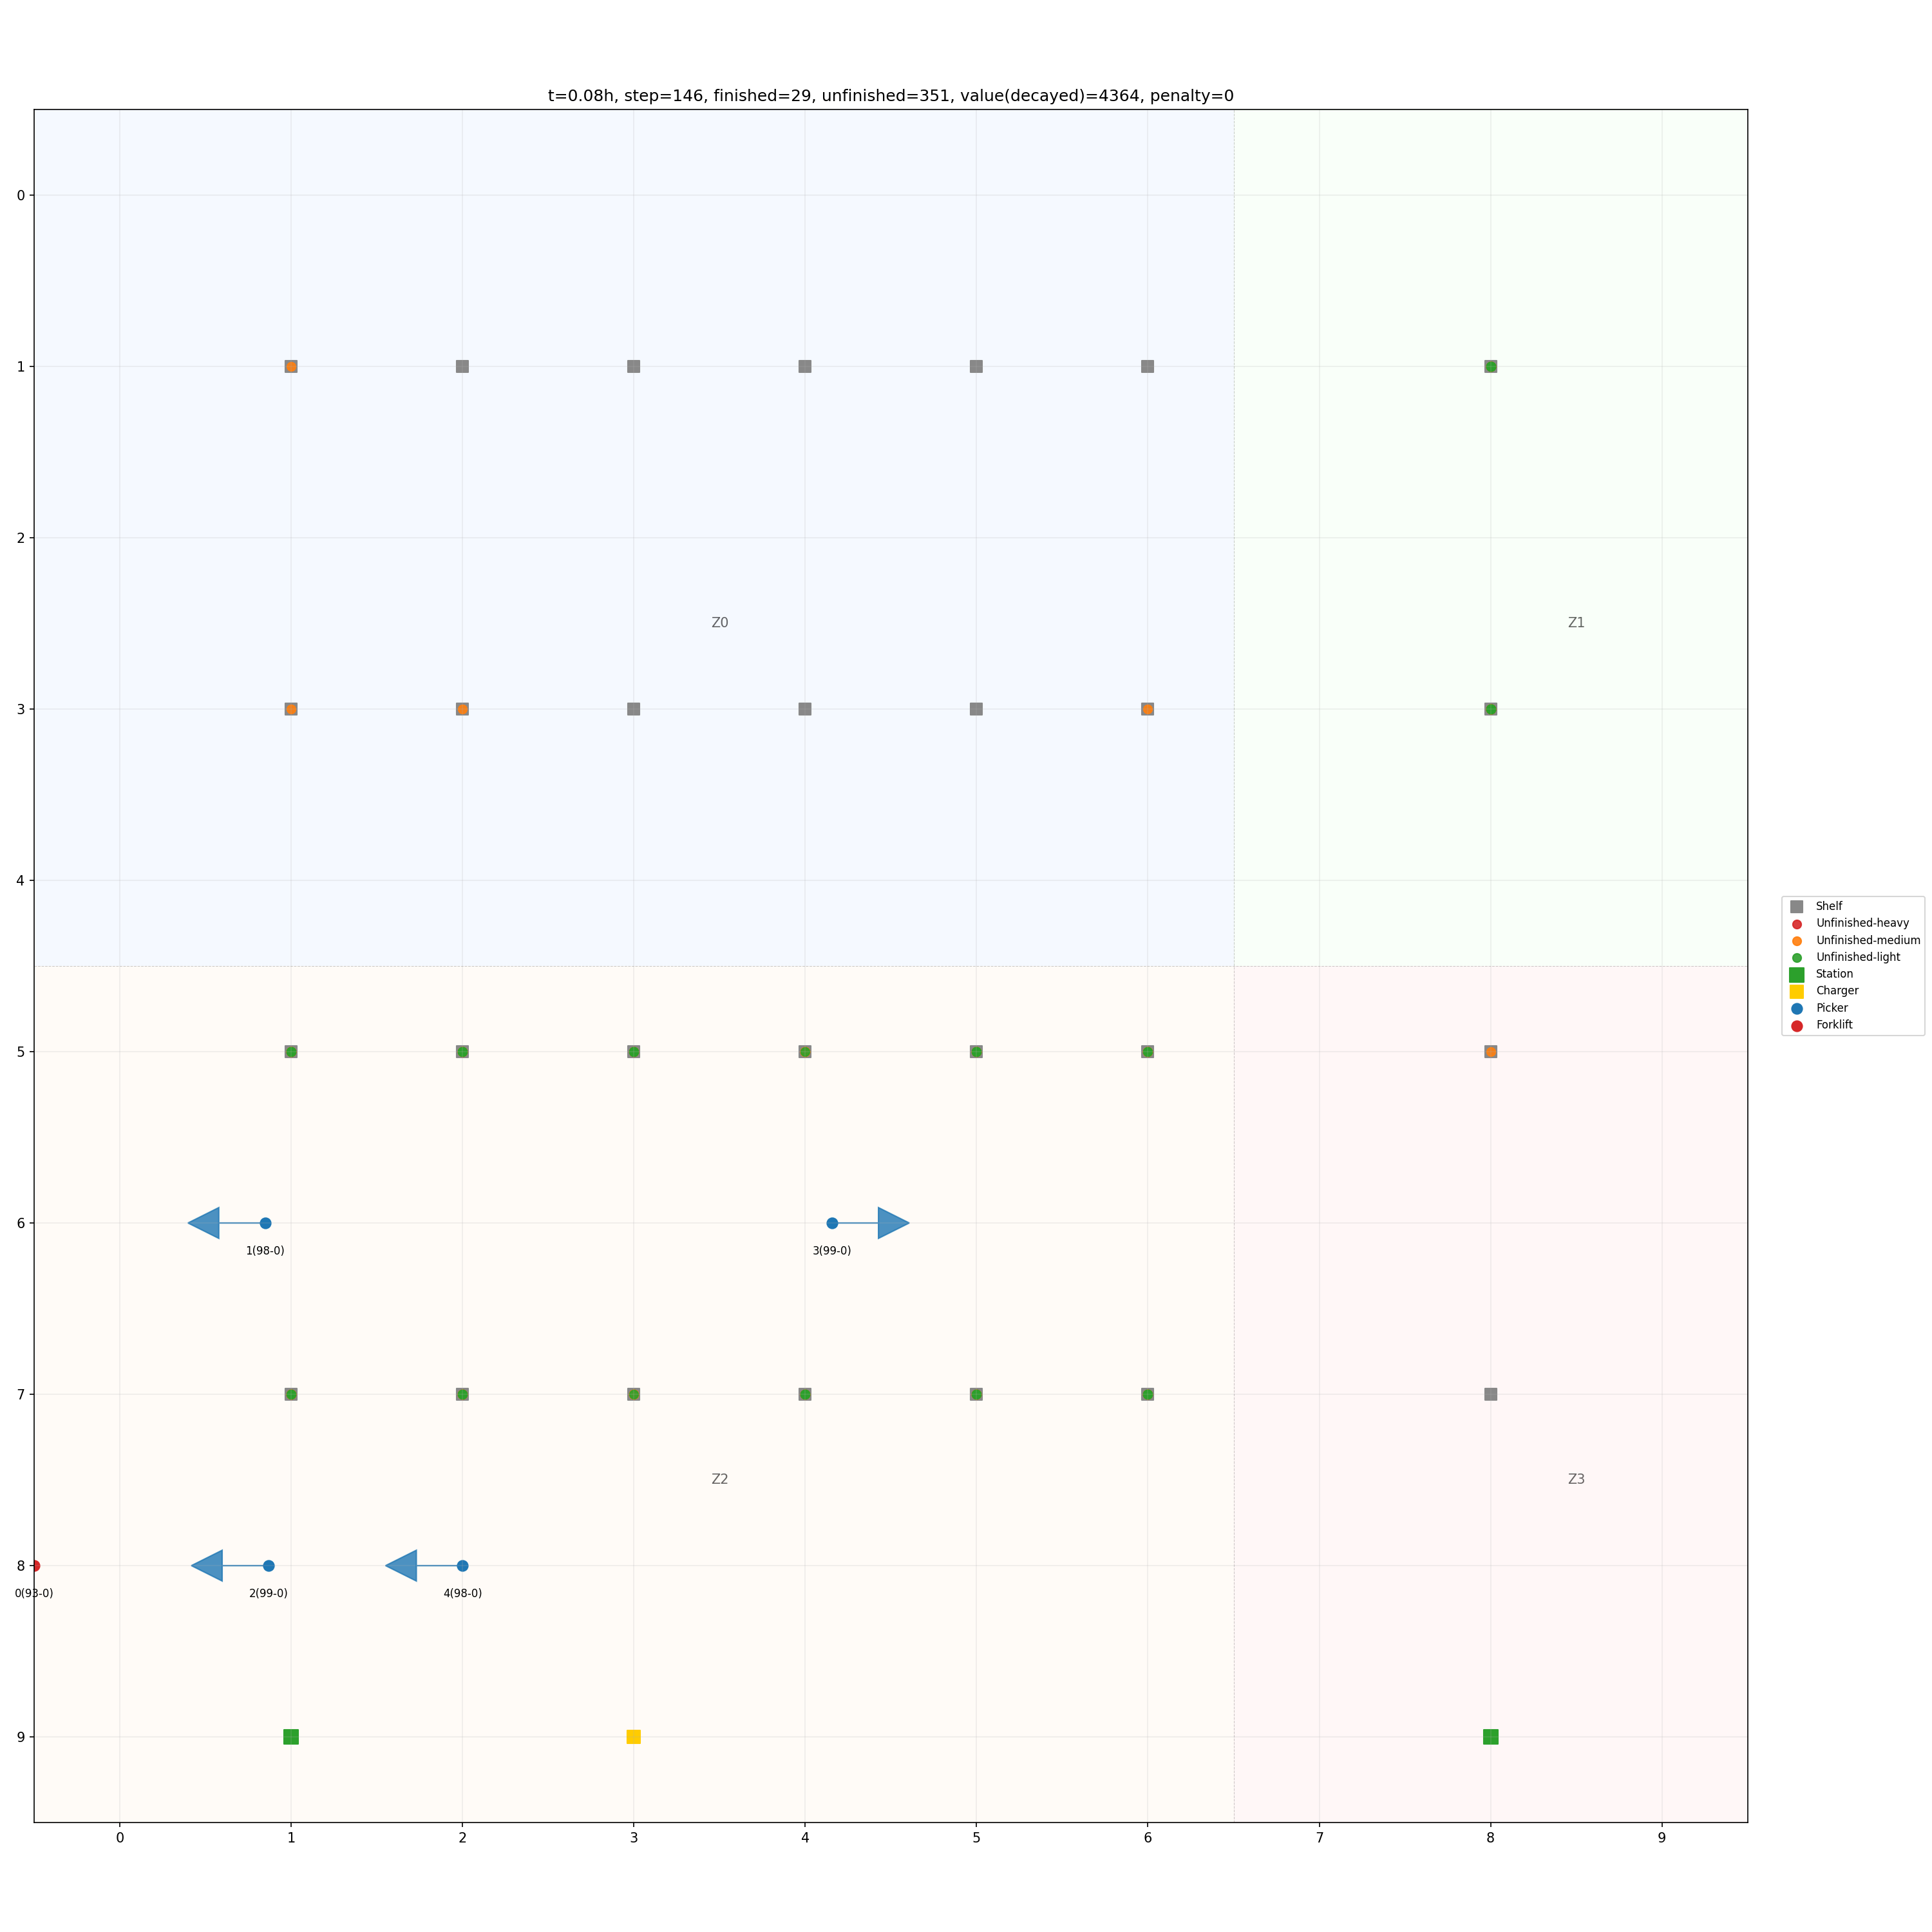 t=0.08h, step=146, finished=29, unfinished=351, value(decayed)=4364, penalty=0
0
1
2
Z0
Z1
3
4
Shelf
Unfinished-heavy
Unfinished-medium
Unfinished-light
Station
Charger
Picker
Forklift
5
6
1(98-0)
3(99-0)
7
Z2
Z3
8
0(93-0)
2(99-0)
4(98-0)
9
0 1 2 3 4 5 6 7 8 9